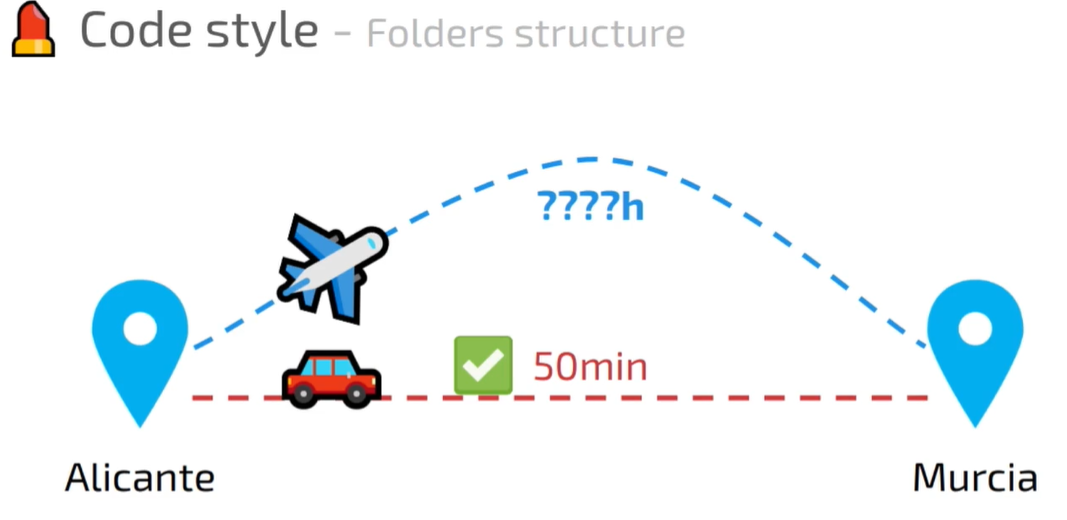 Code style - Folders structure
????h
50min
Alicante
Murcia